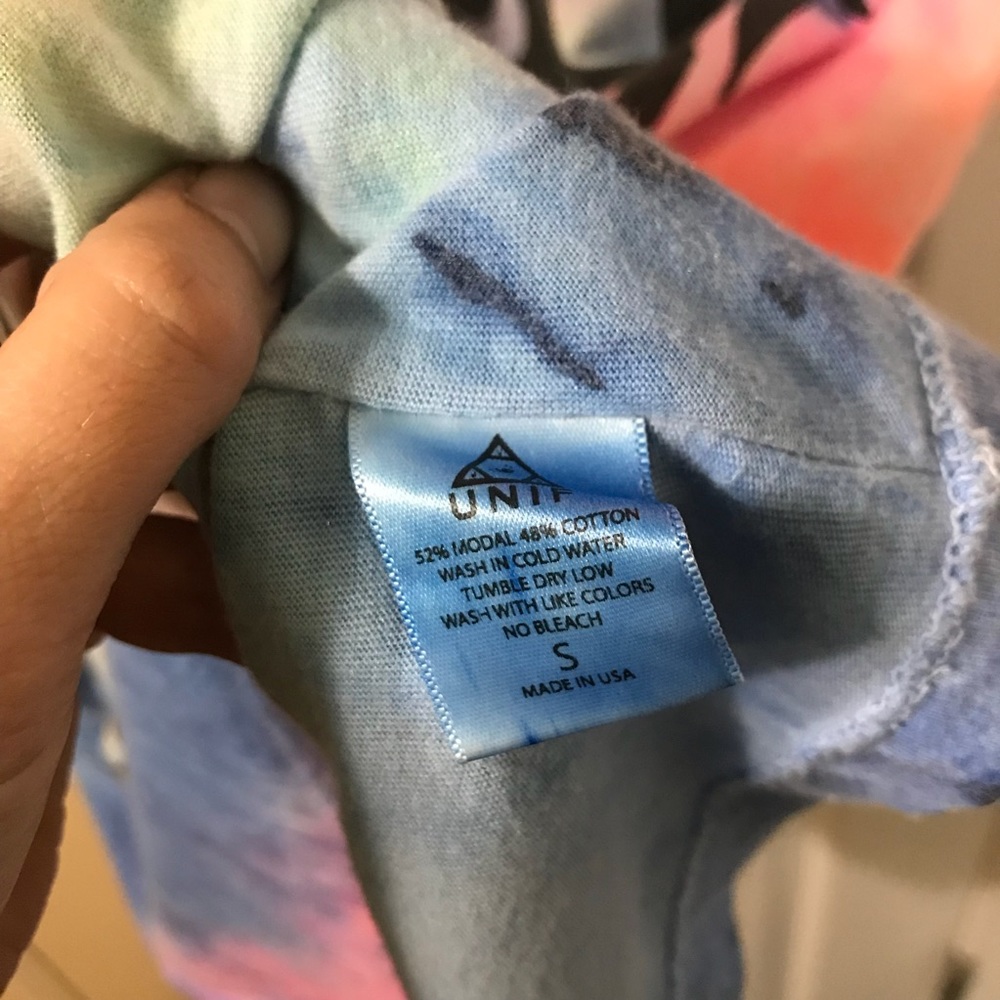 UNIF
52% MODAL 48% COTTON
WASH IN COLD WATER
TUMBLE DRY LOW
WASH WITH LIKE COLORS
NO BLEACH
S
MADE IN USA